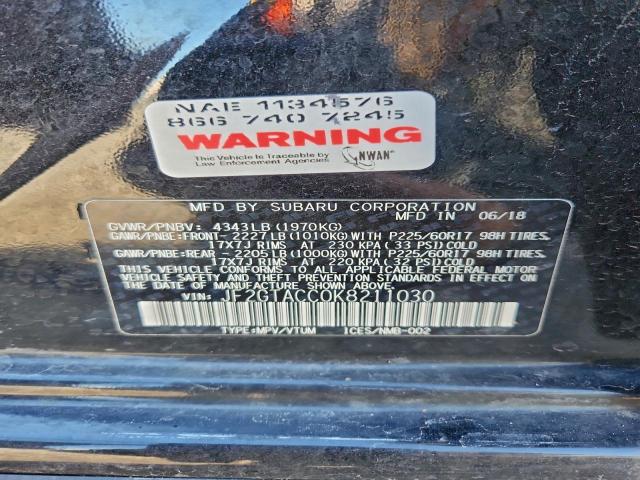 NAE 1134576
866 740 7245
WARNING
This Vehicle is Traceable by
Law Enforcement Agencies
NWAN
MFD BY SUBARU CORPORATION
MFD IN 06/18
GVWR/PNBV: 4343LB (1970KG)
GAWR/PNBE:FRONT- 2227 LB (1010KG) WITH P225/60R17 98H TIRES,
17X7J RIMS AT 230 KPA (33 PSI)COLD
GAWR/PNBE:REAR - 2205 LB (1000KG) WITH P225/60R17 98H TIRES,
17X7J RIMS AT 220 KPA (32 PSI)COLD
THIS VEHICLE CONFORMS TO ALL APPLICABLE FEDERAL MOTOR
VEHICLE SAFETY AND THEFT PREVENTION STANDARDS IN EFFECT ON
THE DATE OF MANUFACTURE SHOWN ABOVE.
VIN: JF2GTACC0K8211030
TYPE:MPV/VTUM ICES/NMB-002